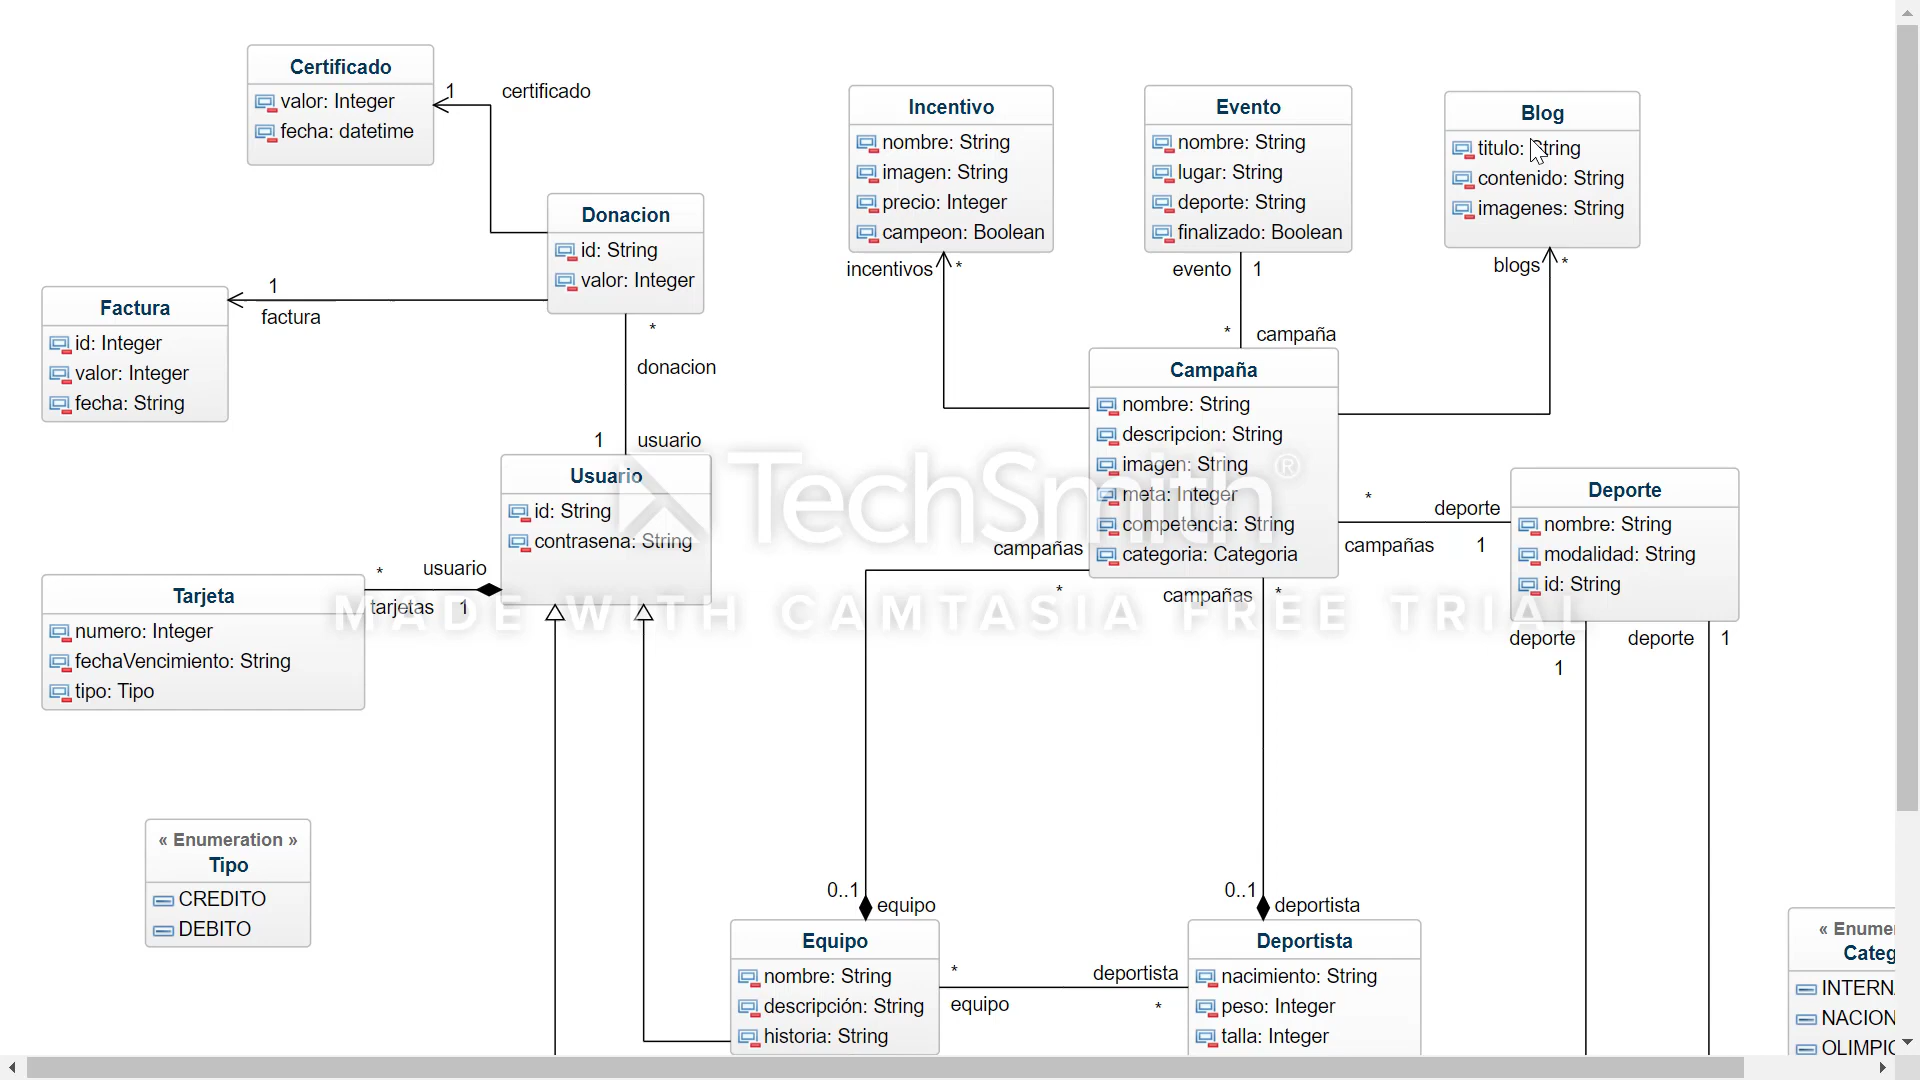 Certificado
valor: Integer
fecha: datetime
1
certificado
Donacion
id: String
valor: Integer
1
factura
Factura
id: Integer
valor: Integer
fecha: String
*
donacion
1
usuario
Usuario
id: String
contrasena: String
*
usuario
tarjetas
1
Tarjeta
numero: Integer
fechaVencimiento: String
tipo: Tipo
« Enumeration »
Tipo
CREDITO
DEBITO
Incentivo
nombre: String
imagen: String
precio: Integer
campeon: Boolean
incentivos
*
Evento
nombre: String
lugar: String
deporte: String
finalizado: Boolean
evento
1
*
campaña
Blog
titulo: String
contenido: String
imagenes: String
blogs
*
Campaña
nombre: String
descripcion: String
imagen: String
meta: Integer
competencia: String
categoria: Categoria
campañas
*
campañas
*
*
deporte
campañas
1
Deporte
nombre: String
modalidad: String
id: String
deporte
1
deporte
1
TechSmith®
MADE WITH CAMTASIA FREE TRIAL
0..1
equipo
0..1
deportista
Equipo
nombre: String
descripción: String
historia: String
*
deportista
equipo
*
Deportista
nacimiento: String
peso: Integer
talla: Integer
« Enume
Categ
INTERN
NACION
OLIMPIC